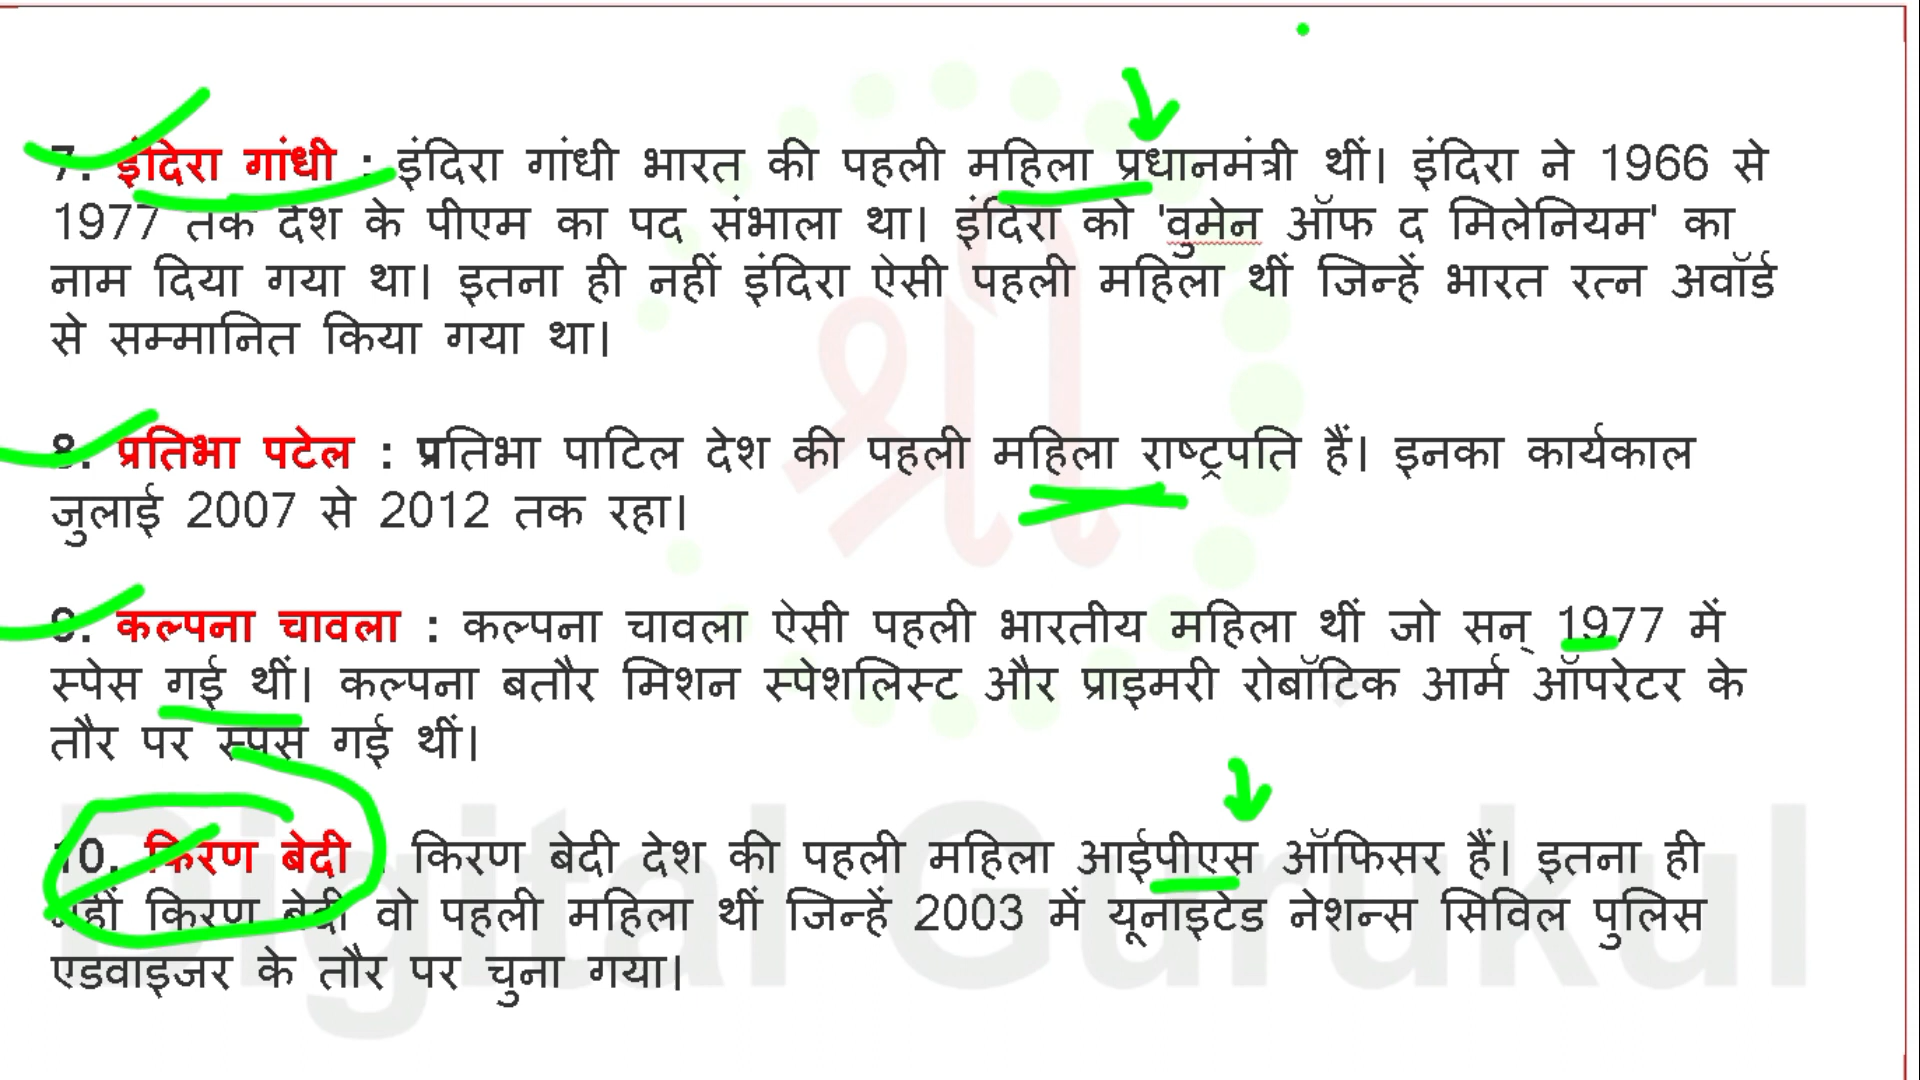 7. इंदिरा गांधी : इंदिरा गांधी भारत की पहली महिला प्रधानमंत्री थीं। इंदिरा ने 1966 से
1977 तक देश के पीएम का पद संभाला था। इंदिरा को 'वुमेन ऑफ द मिलेनियम' का
नाम दिया गया था। इतना ही नहीं इंदिरा ऐसी पहली महिला थीं जिन्हें भारत रत्न अवॉर्ड
से सम्मानित किया गया था।
8. प्रतिभा पटेल : प्रतिभा पाटिल देश की पहली महिला राष्ट्रपति हैं। इनका कार्यकाल
जुलाई 2007 से 2012 तक रहा।
9. कल्पना चावला : कल्पना चावला ऐसी पहली भारतीय महिला थीं जो सन् 1977 में
स्पेस गई थीं। कल्पना बतौर मिशन स्पेशलिस्ट और प्राइमरी रोबॉटिक आर्म ऑपरेटर के
तौर पर स्पेस गई थीं।
10. किरण बेदी : किरण बेदी देश की पहली महिला आईपीएस ऑफिसर हैं। इतना ही
नहीं किरण बेदी वो पहली महिला थीं जिन्हें 2003 में यूनाइटेड नेशन्स सिविल पुलिस
एडवाइजर के तौर पर चुना गया।
श्री
Digital Gurukul